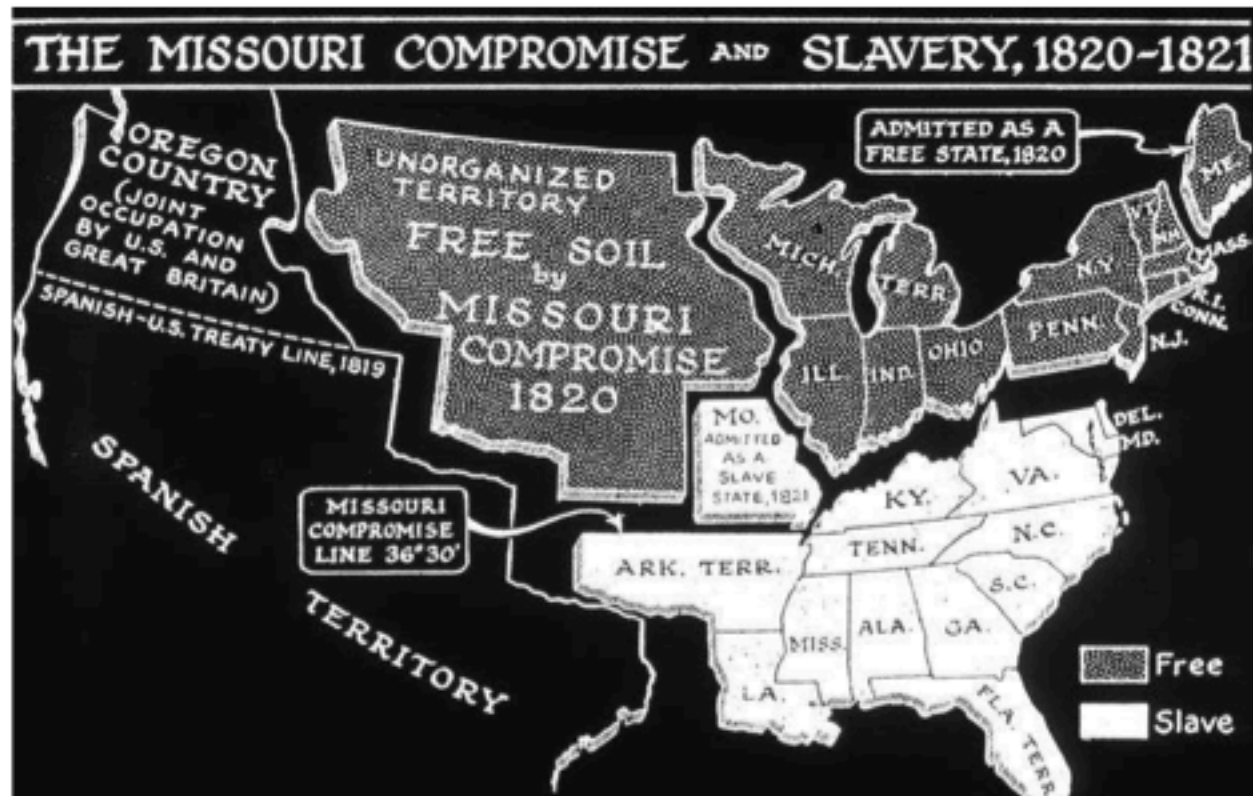 THE MISSOURI COMPROMISE AND SLAVERY, 1820-1821
OREGON
COUNTRY
(JOINT
OCCUPATION
BY U.S. AND
GREAT BRITAIN)
SPANISH-U.S. TREATY LINE, 1819
UNORGANIZED
TERRITORY
FREE SOIL
by
MISSOURI
COMPROMISE
1820
ADMITTED AS A
FREE STATE, 1820
ME.
VT.
N.H.
MASS.
R.I.
CONN.
N.Y.
PENN.
N.J.
MICH.
TERR.
ILL.
IND.
OHIO
MO.
ADMITTED
AS A
SLAVE
STATE, 1821
DEL.
MD.
VA.
KY.
N.C.
TENN.
S.C.
ARK. TERR.
MISS.
ALA.
GA.
LA.
FLA. TERR.
MISSOURI
COMPROMISE
LINE 36°30'
SPANISH
TERRITORY
Free
Slave